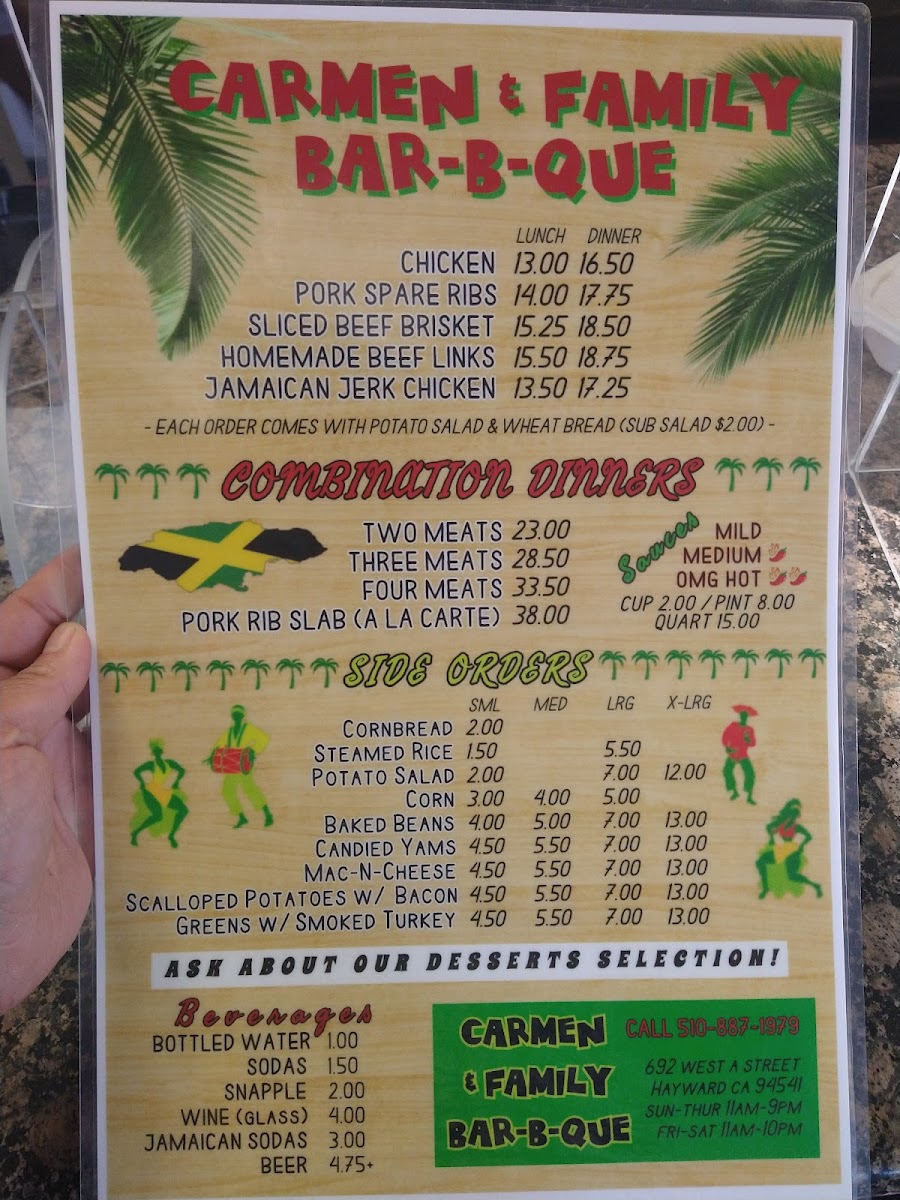 CARMEN & FAMILY
BAR-B-QUE
LUNCH DINNER
CHICKEN 13.00 16.50
PORK SPARE RIBS 14.00 17.75
SLICED BEEF BRISKET 15.25 18.50
HOMEMADE BEEF LINKS 15.50 18.75
JAMAICAN JERK CHICKEN 13.50 17.25
- EACH ORDER COMES WITH POTATO SALAD & WHEAT BREAD (SUB SALAD $2.00) -
COMBINATION DINNERS
TWO MEATS 23.00
THREE MEATS 28.50
FOUR MEATS 33.50
PORK RIB SLAB (A LA CARTE) 38.00
Sauces
MILD
MEDIUM
OMG HOT
CUP 2.00 / PINT 8.00
QUART 15.00
SIDE ORDERS
SML MED LRG X-LRG
CORNBREAD 2.00
STEAMED RICE 1.50 5.50
POTATO SALAD 2.00 7.00 12.00
CORN 3.00 4.00 5.00
BAKED BEANS 4.00 5.00 7.00 13.00
CANDIED YAMS 4.50 5.50 7.00 13.00
MAC-N-CHEESE 4.50 5.50 7.00 13.00
SCALLOPED POTATOES W/ BACON 4.50 5.50 7.00 13.00
GREENS W/ SMOKED TURKEY 4.50 5.50 7.00 13.00
ASK ABOUT OUR DESSERTS SELECTION!
Beverages
BOTTLED WATER 1.00
SODAS 1.50
SNAPPLE 2.00
WINE (GLASS) 4.00
JAMAICAN SODAS 3.00
BEER 4.75+
CARMEN
& FAMILY
BAR-B-QUE
CALL 510-887-1979
692 WEST A STREET
HAYWARD CA 94541
SUN-THUR 11AM-9PM
FRI-SAT 11AM-10PM